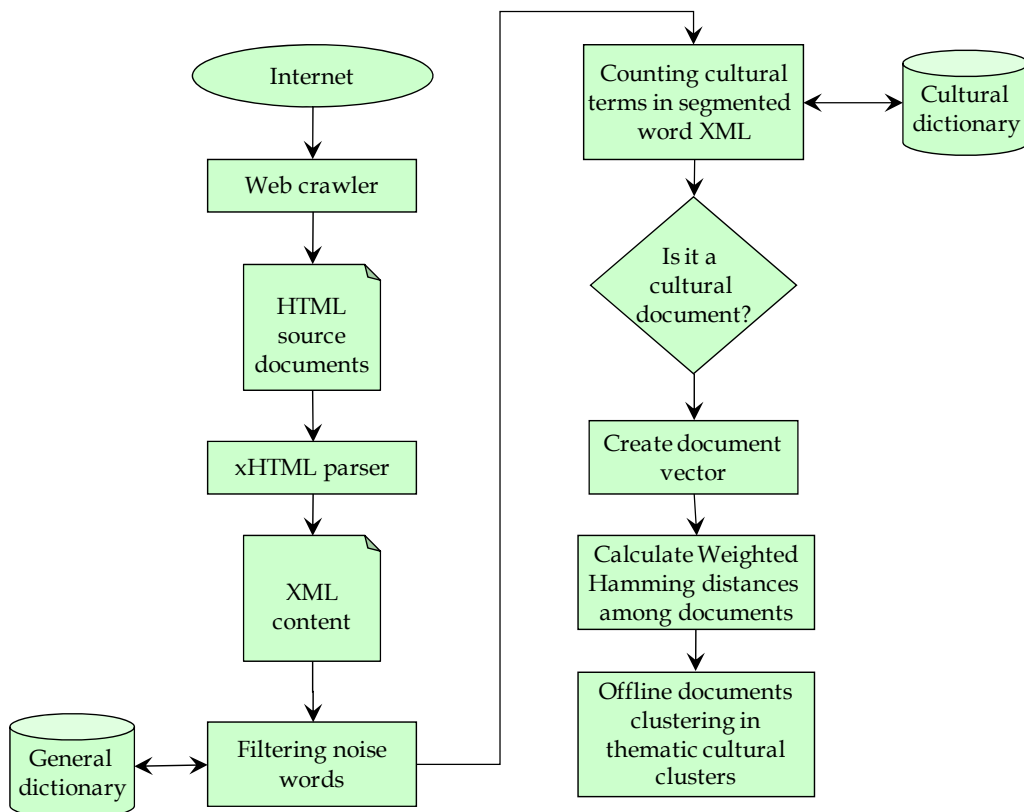 Internet
Web crawler
HTML
source
documents
xHTML parser
XML
content
General
dictionary
Filtering noise
words
Counting cultural
terms in segmented
word XML
Cultural
dictionary
Is it a
cultural
document?
Create document
vector
Calculate Weighted
Hamming distances
among documents
Offline documents
clustering in
thematic cultural
clusters